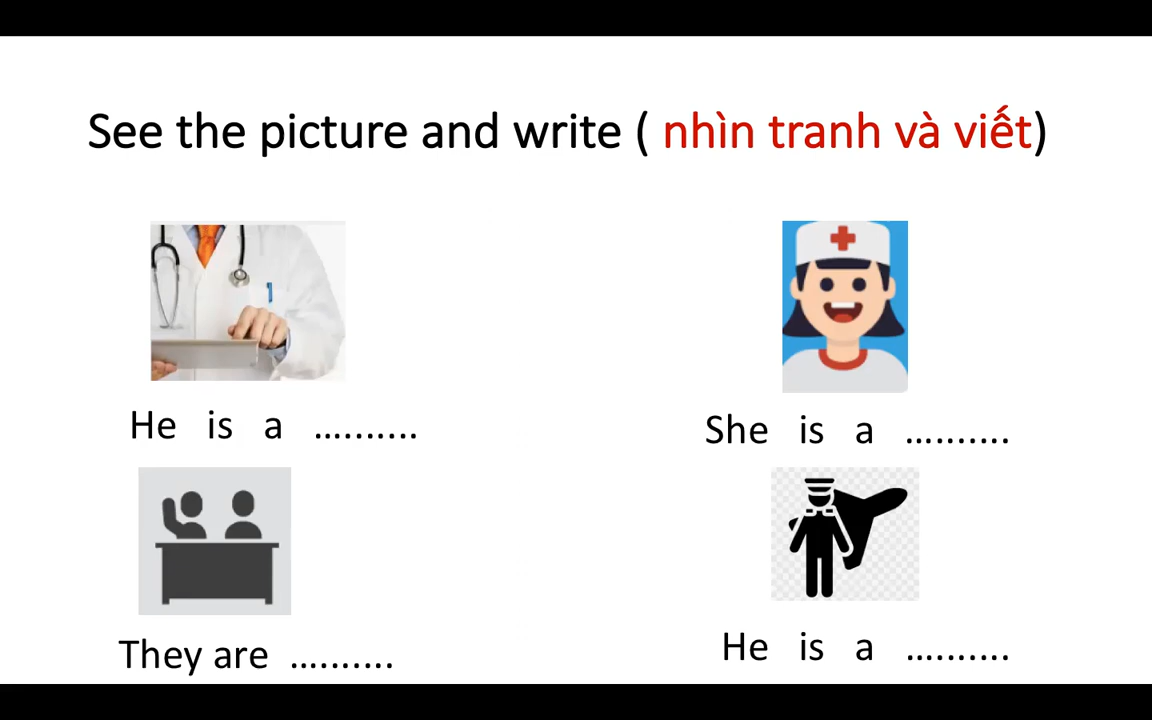 See the picture and write ( nhìn tranh và viết)
He is a ..........
She is a ..........
They are ..........
He is a ..........